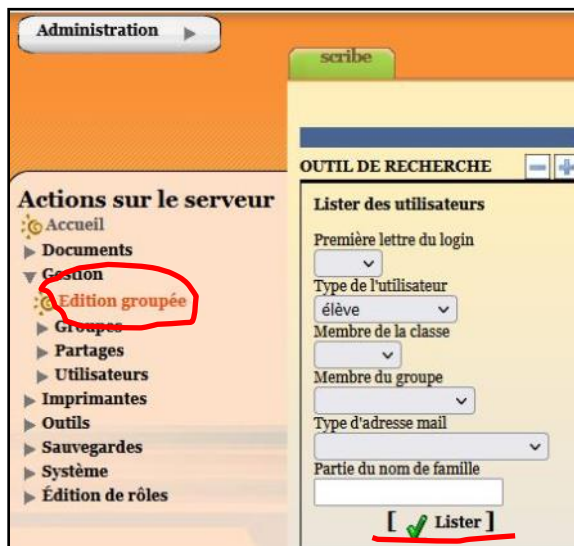 Administration
scribe
OUTIL DE RECHERCHE
Actions sur le serveur
Accueil
Documents
Gestion
Edition groupée
Groupes
Partages
Utilisateurs
Imprimantes
Outils
Sauvegardes
Système
Édition de rôles
Lister des utilisateurs
Première lettre du login
Type de l'utilisateur
élève
Membre de la classe
Membre du groupe
Type d'adresse mail
Partie du nom de famille
[ Lister ]